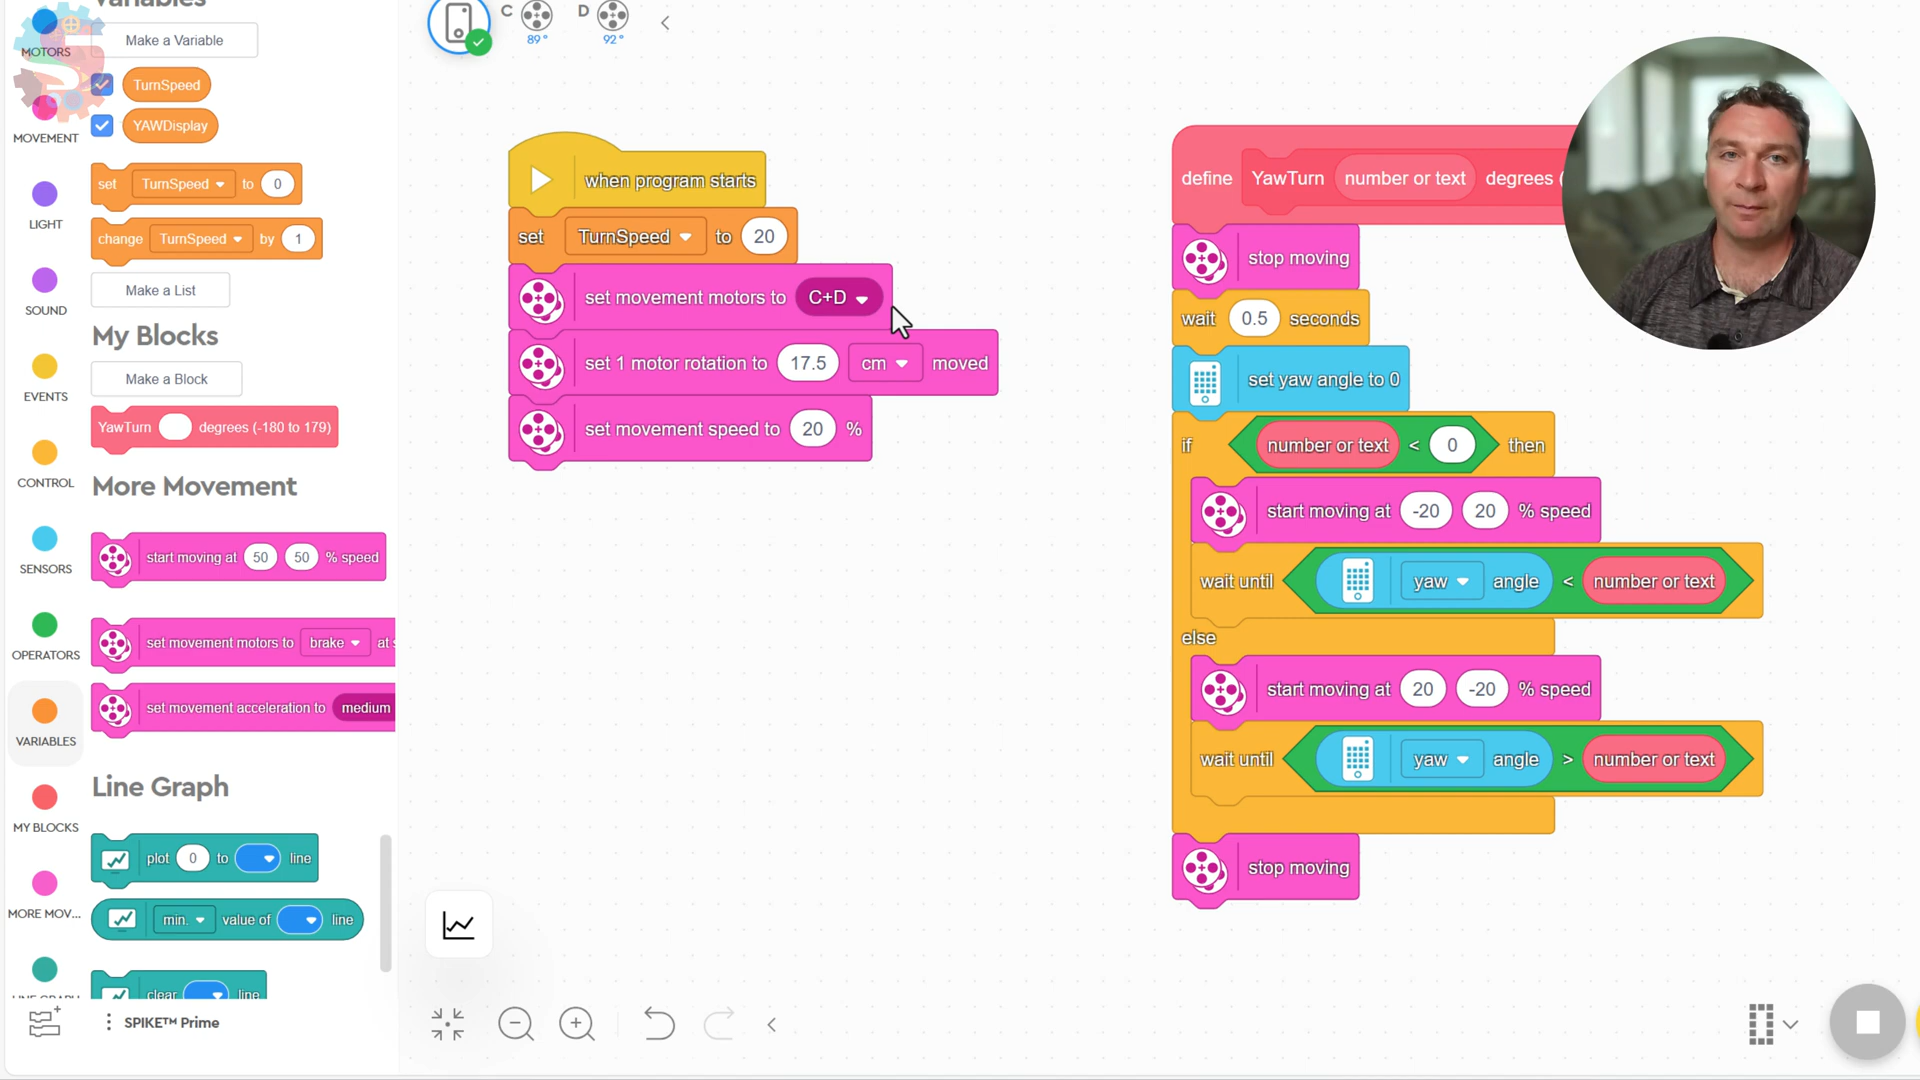 Variables
Make a Variable
TurnSpeed
YAWDisplay
set TurnSpeed to 0
change TurnSpeed by 1
Make a List
My Blocks
Make a Block
YawTurn degrees (-180 to 179)
More Movement
start moving at 50 50 % speed
set movement motors to brake at
set movement acceleration to medium
Line Graph
plot 0 to line
min. value of line
clear line
MOTORS
MOVEMENT
LIGHT
SOUND
EVENTS
CONTROL
SENSORS
OPERATORS
VARIABLES
MY BLOCKS
MORE MOV...
SPIKE™ Prime
C
89°
D
92°
when program starts
set TurnSpeed to 20
set movement motors to C+D
set 1 motor rotation to 17.5 cm moved
set movement speed to 20 %
define YawTurn number or text degrees (
stop moving
wait 0.5 seconds
set yaw angle to 0
if number or text < 0 then
start moving at -20 20 % speed
wait until yaw angle < number or text
else
start moving at 20 -20 % speed
wait until yaw angle > number or text
stop moving